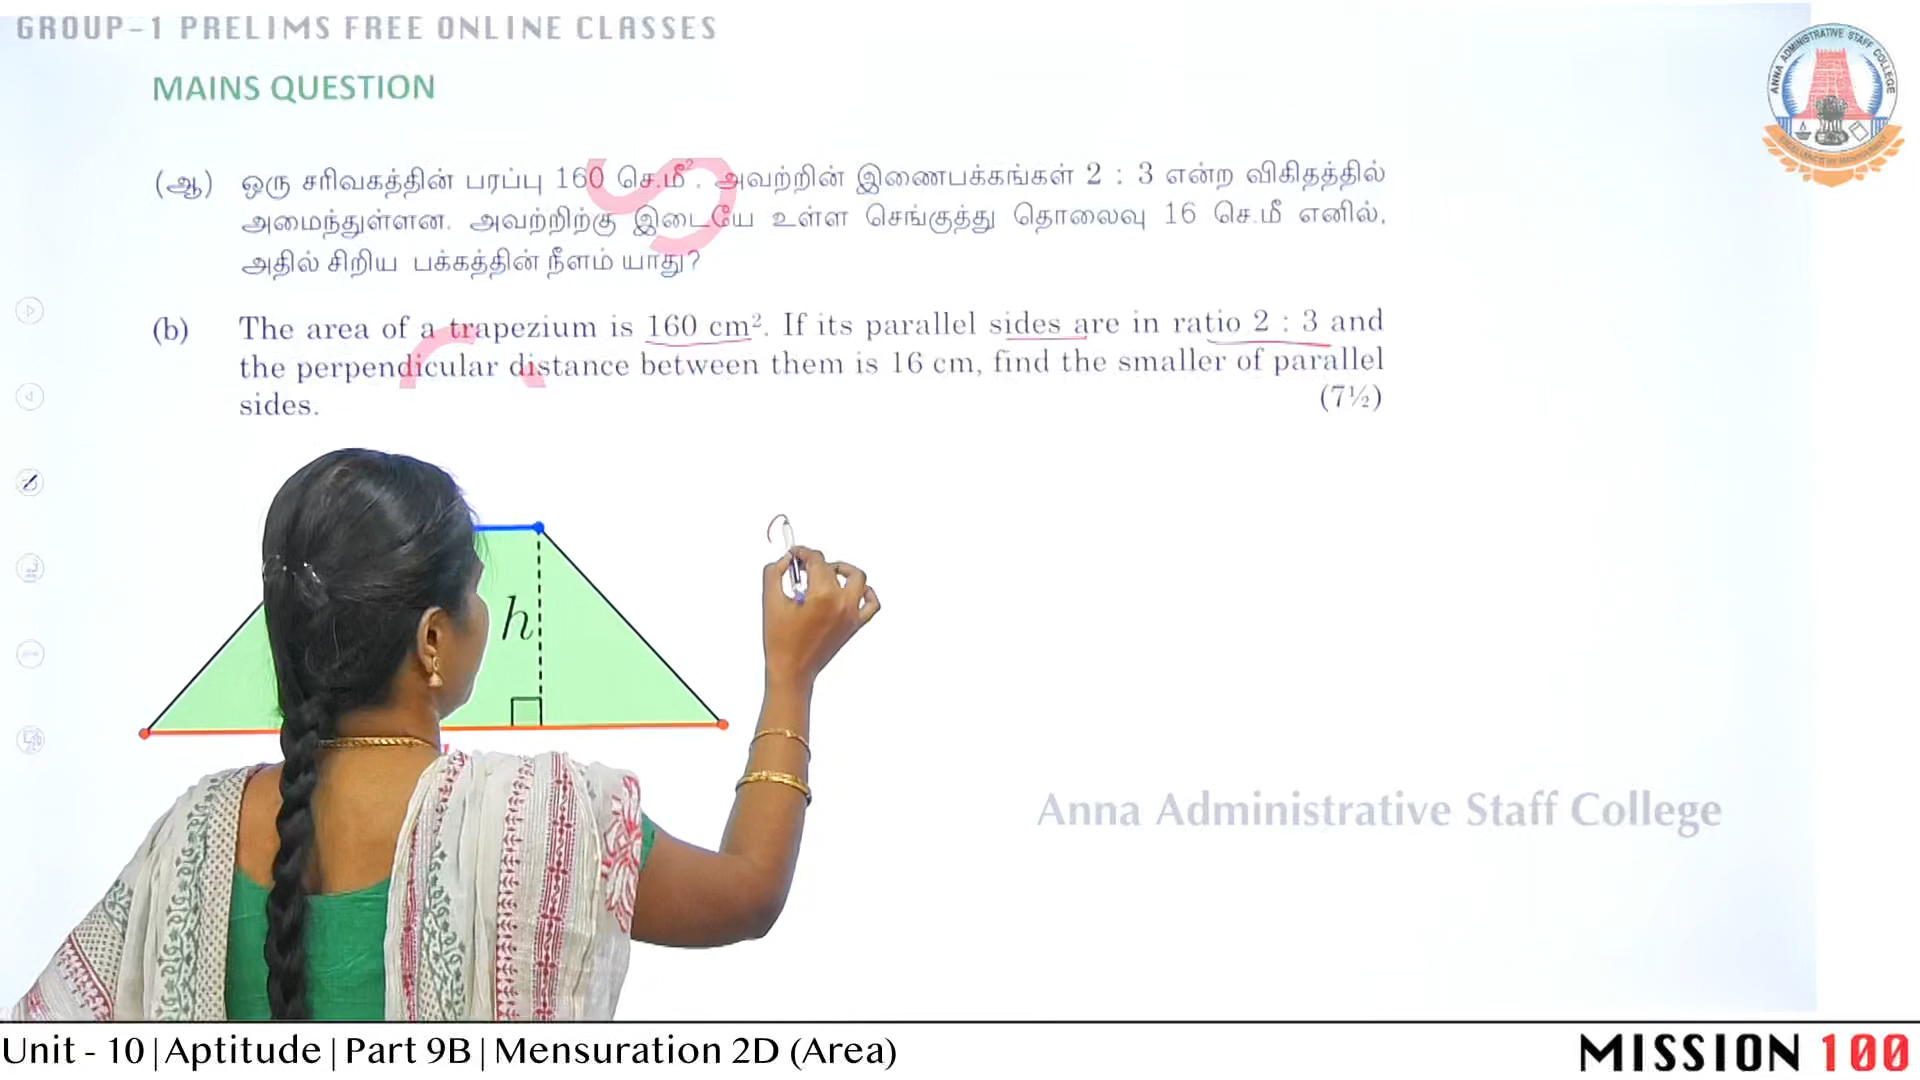 GROUP-1 PRELIMS FREE ONLINE CLASSES
ANNA ADMINISTRATIVE STAFF COLLEGE
MAINS QUESTION
(ஆ) ஒரு சரிவகத்தின் பரப்பு 160 செ.மீ². அவற்றின் இணைபக்கங்கள் 2 : 3 என்ற விகிதத்தில்
அமைந்துள்ளன. அவற்றிற்கு இடையே உள்ள செங்குத்து தொலைவு 16 செ.மீ எனில்,
அதில் சிறிய பக்கத்தின் நீளம் யாது?
(b) The area of a trapezium is 160 cm². If its parallel sides are in ratio 2 : 3 and
the perpendicular distance between them is 16 cm, find the smaller of parallel
sides. (7½)
h
Anna Administrative Staff College
Unit - 10 | Aptitude | Part 9B | Mensuration 2D (Area)
MISSION 100